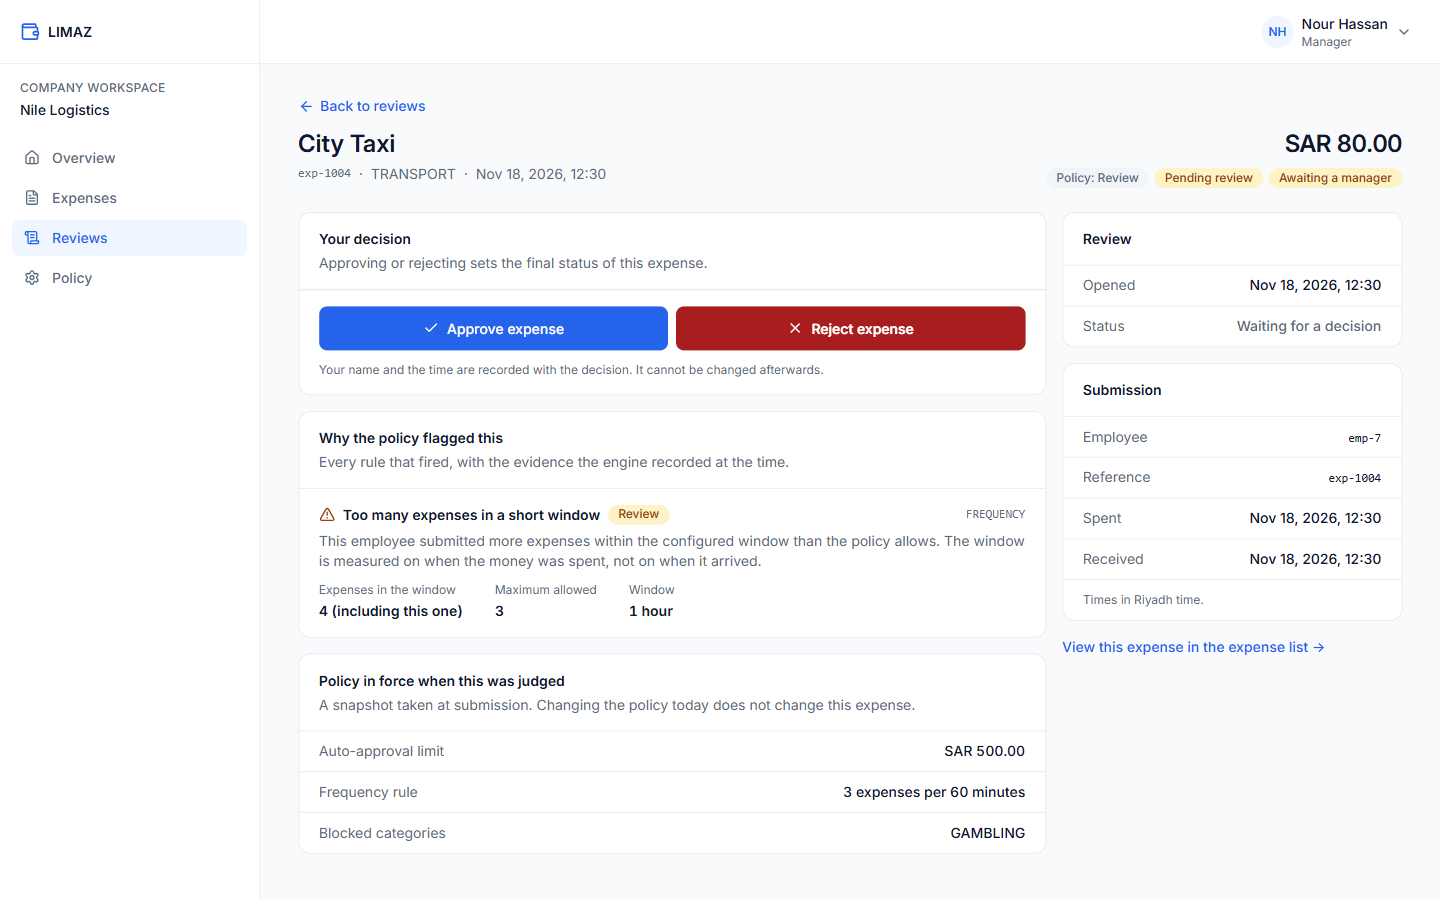 LIMAZ
NH
Nour Hassan
Manager
COMPANY WORKSPACE
Nile Logistics
Overview
Expenses
Reviews
Policy
Back to reviews
City Taxi
SAR 80.00
exp-1004 · TRANSPORT · Nov 18, 2026, 12:30
Policy: Review
Pending review
Awaiting a manager
Your decision
Approving or rejecting sets the final status of this expense.
Approve expense
Reject expense
Your name and the time are recorded with the decision. It cannot be changed afterwards.
Why the policy flagged this
Every rule that fired, with the evidence the engine recorded at the time.
Too many expenses in a short window Review FREQUENCY
This employee submitted more expenses within the configured window than the policy allows. The window
is measured on when the money was spent, not on when it arrived.
Expenses in the window Maximum allowed Window
4 (including this one) 3 1 hour
Policy in force when this was judged
A snapshot taken at submission. Changing the policy today does not change this expense.
Auto-approval limit SAR 500.00
Frequency rule 3 expenses per 60 minutes
Blocked categories GAMBLING
Review
Opened Nov 18, 2026, 12:30
Status Waiting for a decision
Submission
Employee emp-7
Reference exp-1004
Spent Nov 18, 2026, 12:30
Received Nov 18, 2026, 12:30
Times in Riyadh time.
View this expense in the expense list →